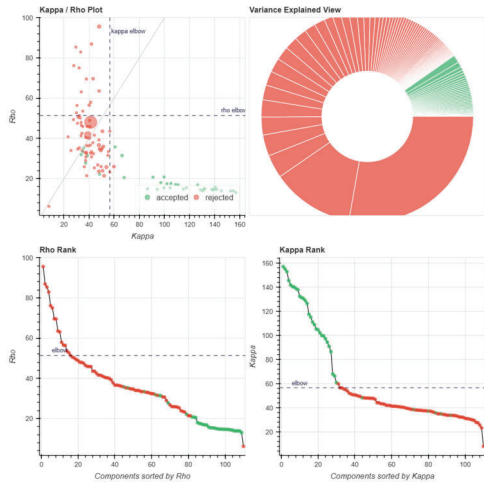 Kappa / Rho Plot
Variance Explained View
100
80
60
40
20
Rho
kappa elbow
rho elbow
accepted
rejected
20
40
60
80
100
120
140
160
Kappa
Rho Rank
Kappa Rank
100
80
60
40
20
Rho
elbow
0
20
40
60
80
100
Components sorted by Rho
160
140
120
100
80
60
40
20
Kappa
elbow
0
20
40
60
80
100
Components sorted by Kappa